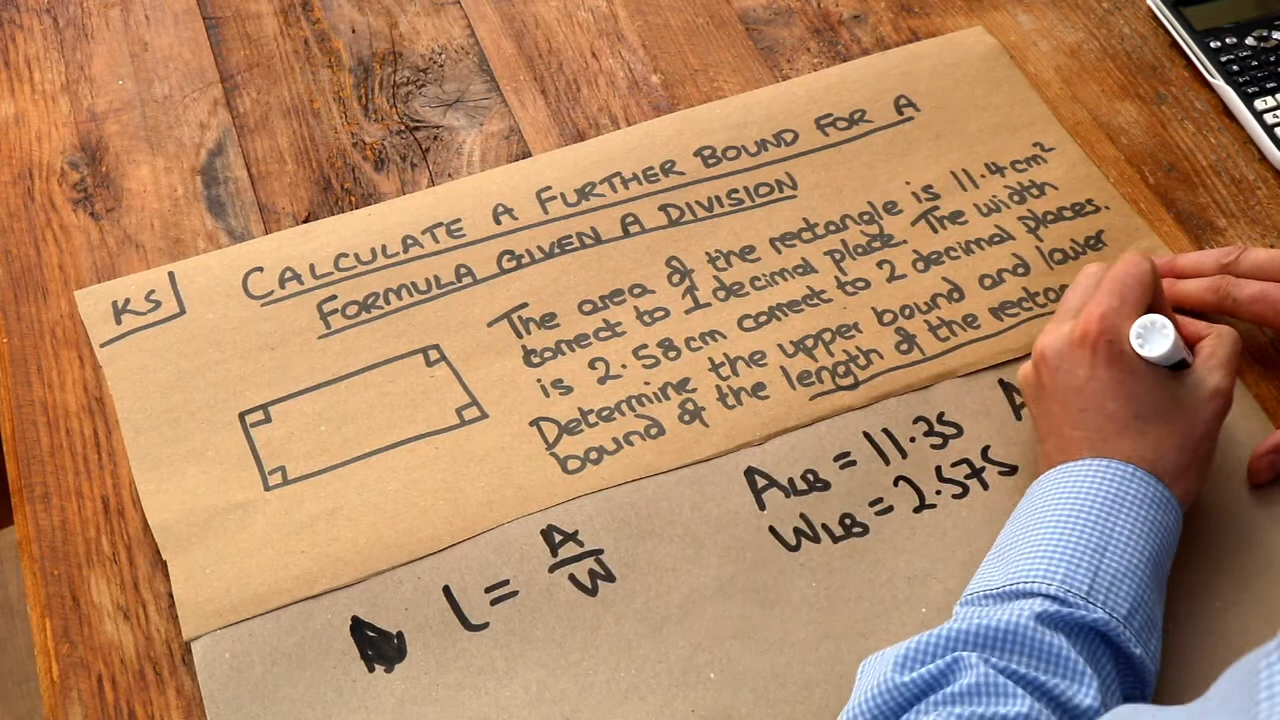 KS
CALCULATE A FURTHER BOUND FOR A
FORMULA GIVEN A DIVISION
The area of the rectangle is 11.4cm²
correct to 1 decimal place. The width
is 2.58cm correct to 2 decimal places.
Determine the upper bound and lower
bound of the length of the
ALB = 11.35 A
WLB = 2.575
l = A/W